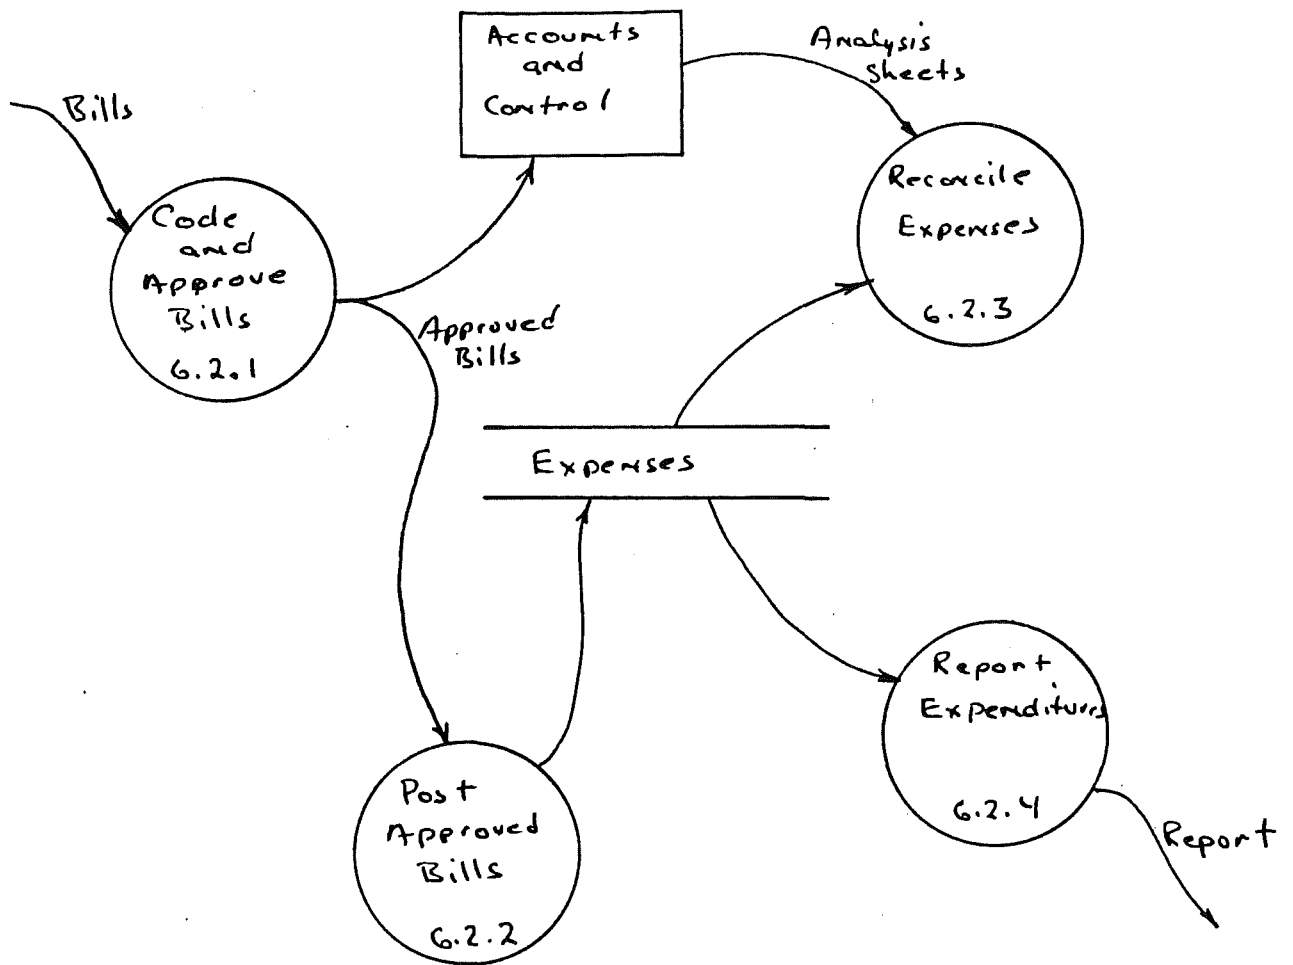 Accounts
and
Control
Analysis
Sheets
Bills
Code
and
Approve
Bills
6.2.1
Reconcile
Expenses
6.2.3
Approved
Bills
Expenses
Report
Expenditures
6.2.4
Report
Post
Approved
Bills
6.2.2